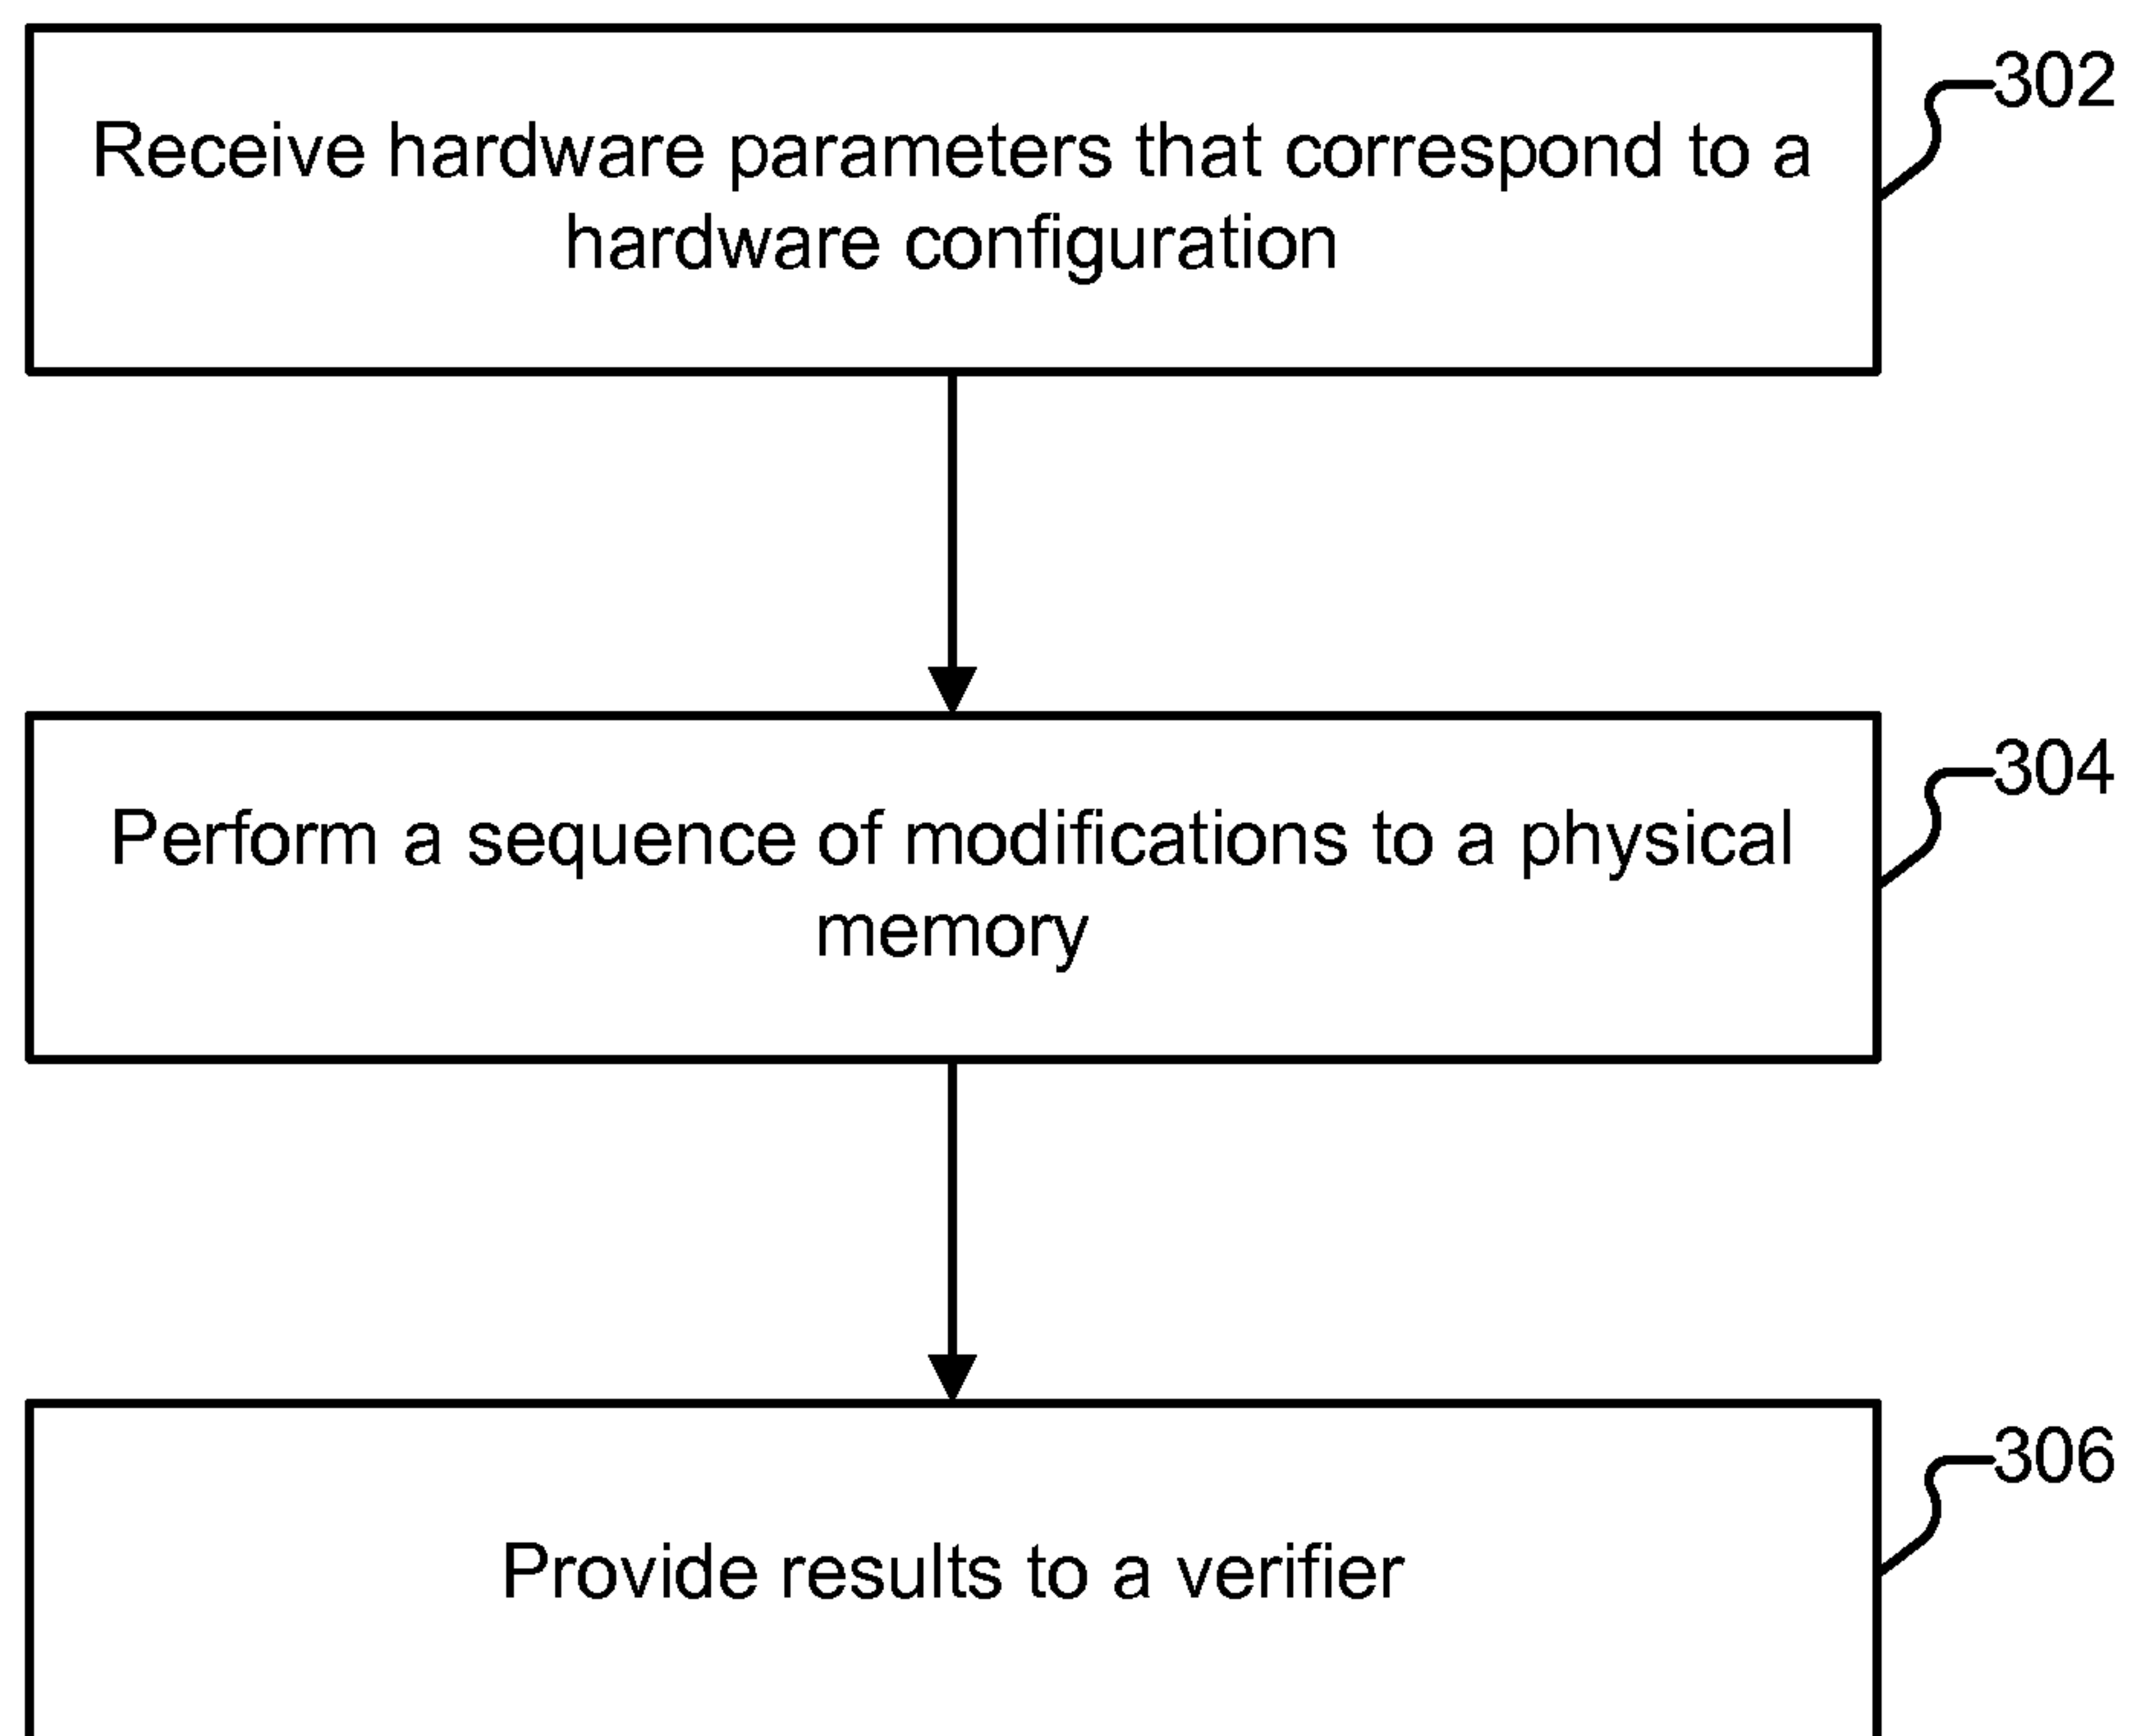 302
Receive hardware parameters that correspond to a
hardware configuration
304
Perform a sequence of modifications to a physical
memory
306
Provide results to a verifier